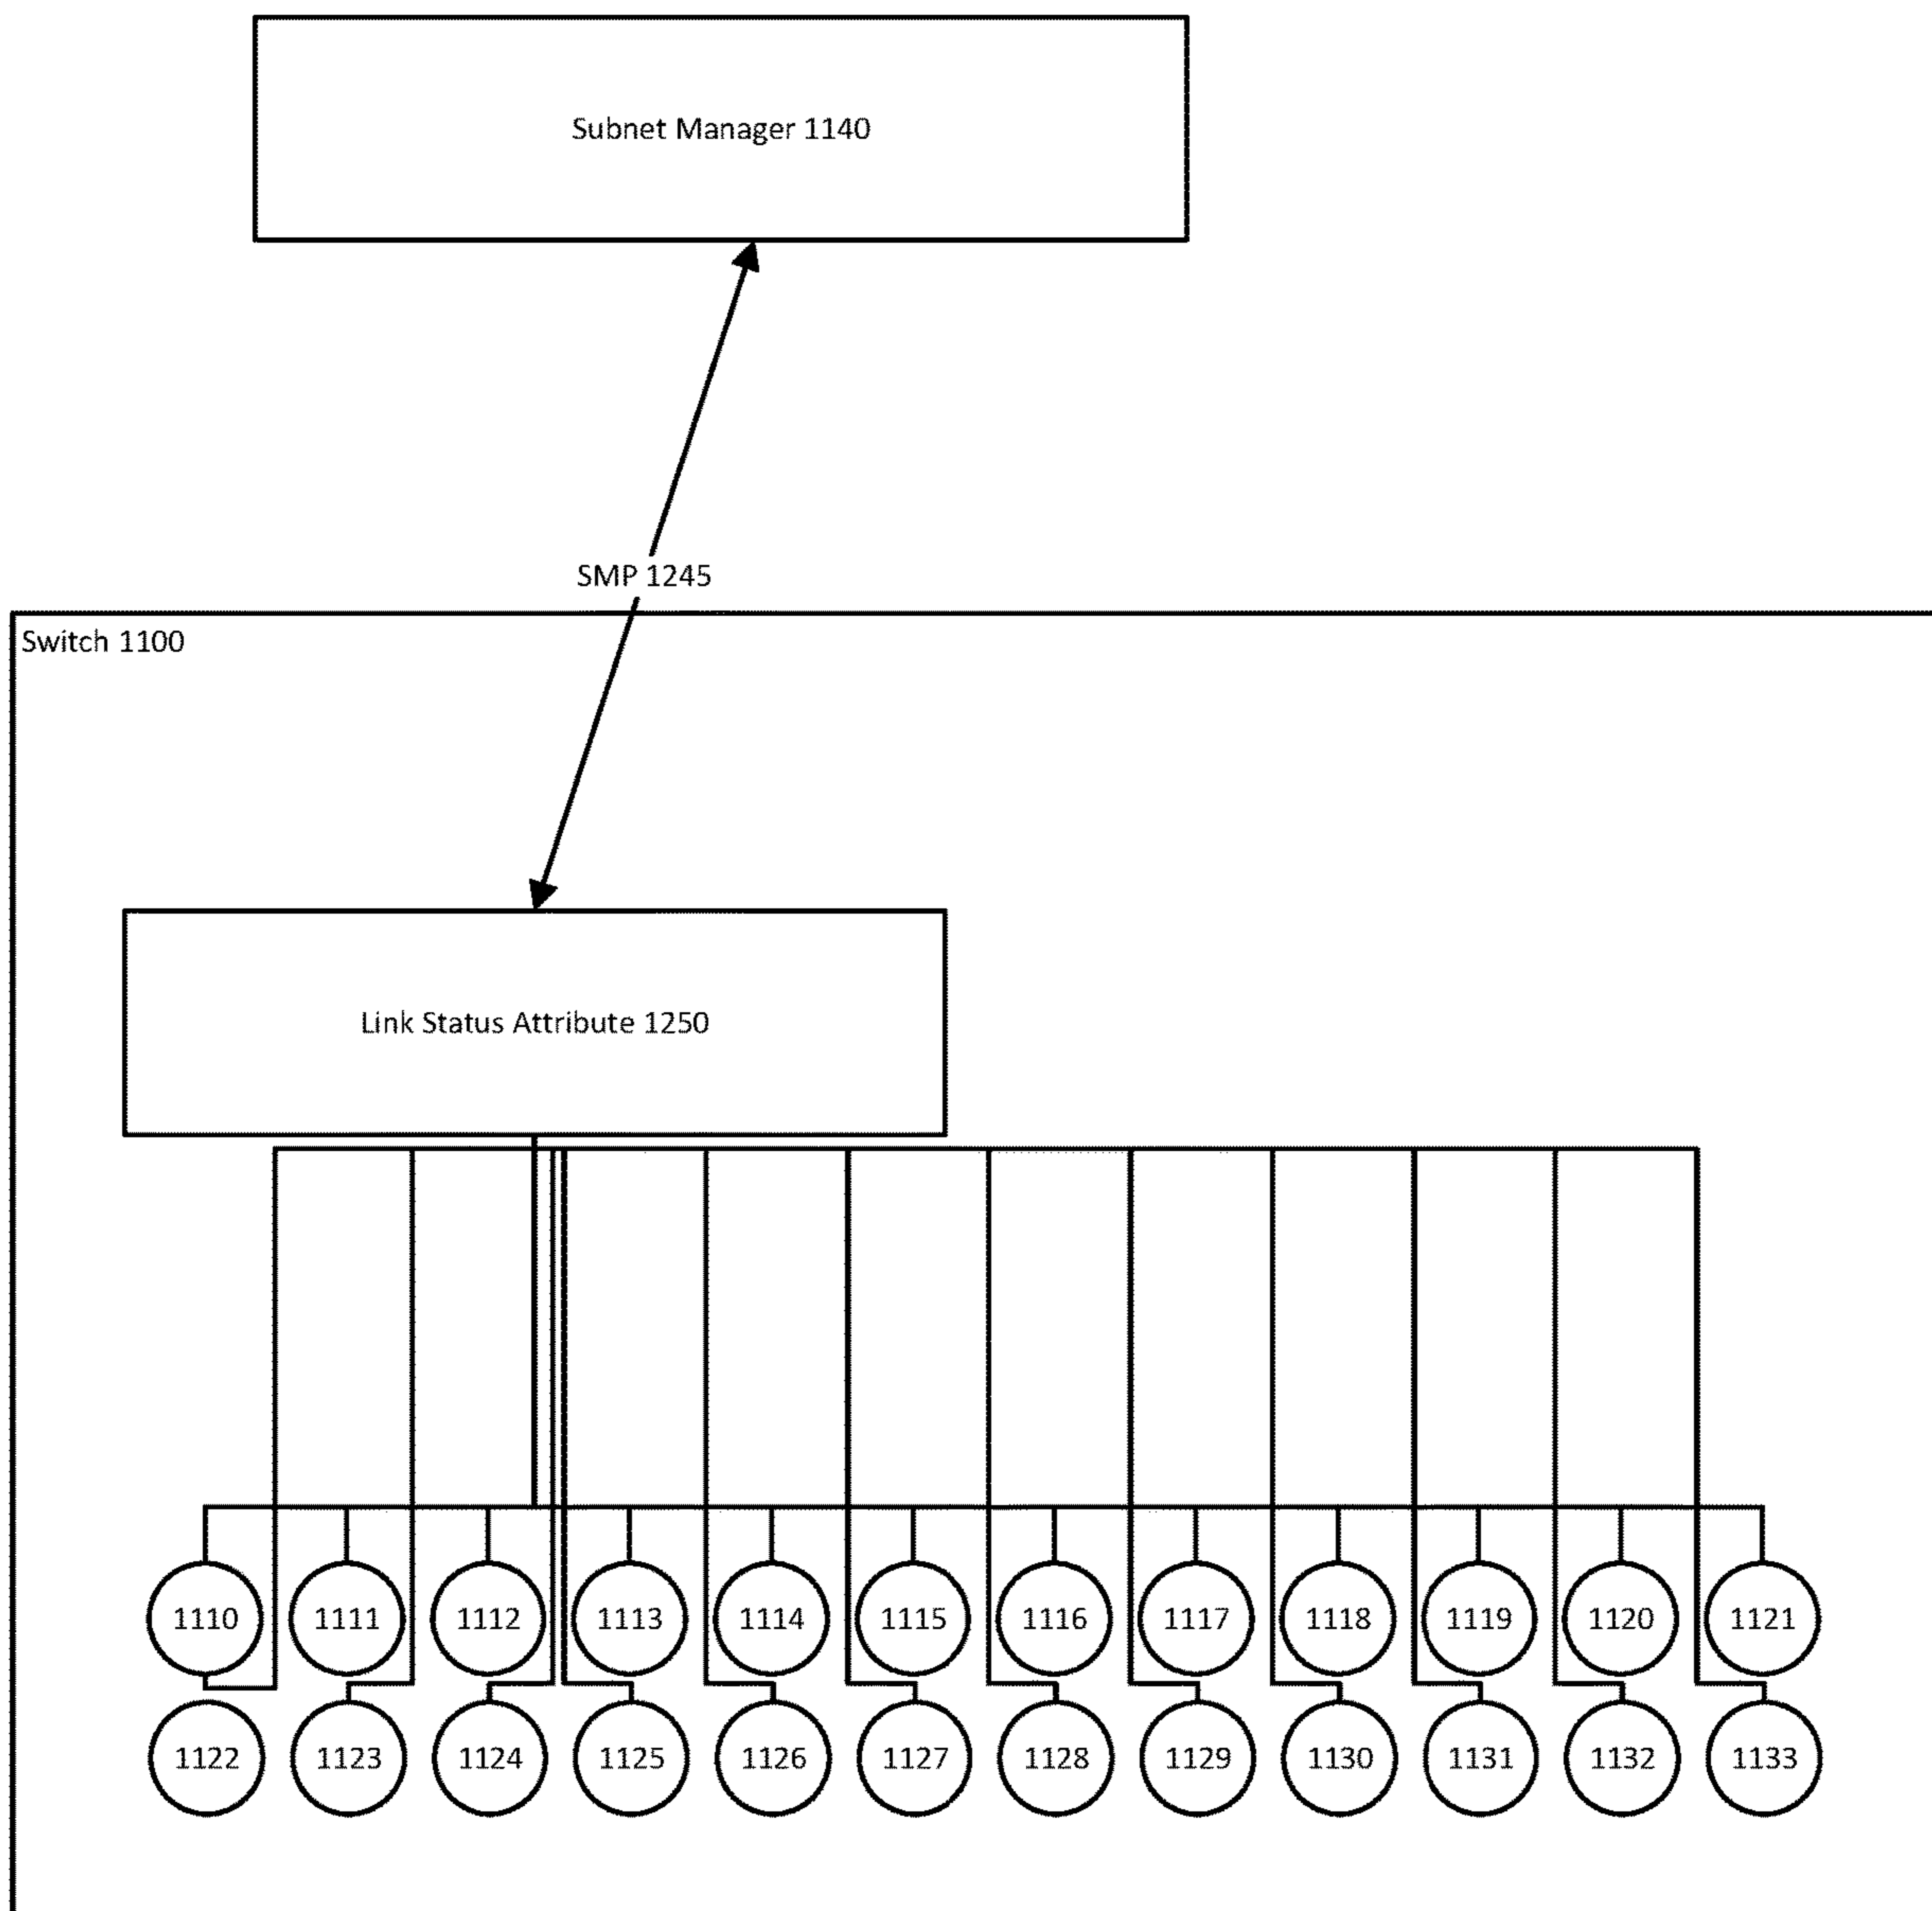 Subnet Manager 1140
SMP 1245
Switch 1100
Link Status Attribute 1250
1110 1111 1112 1113 1114 1115 1116 1117 1118 1119 1120 1121
1122 1123 1124 1125 1126 1127 1128 1129 1130 1131 1132 1133